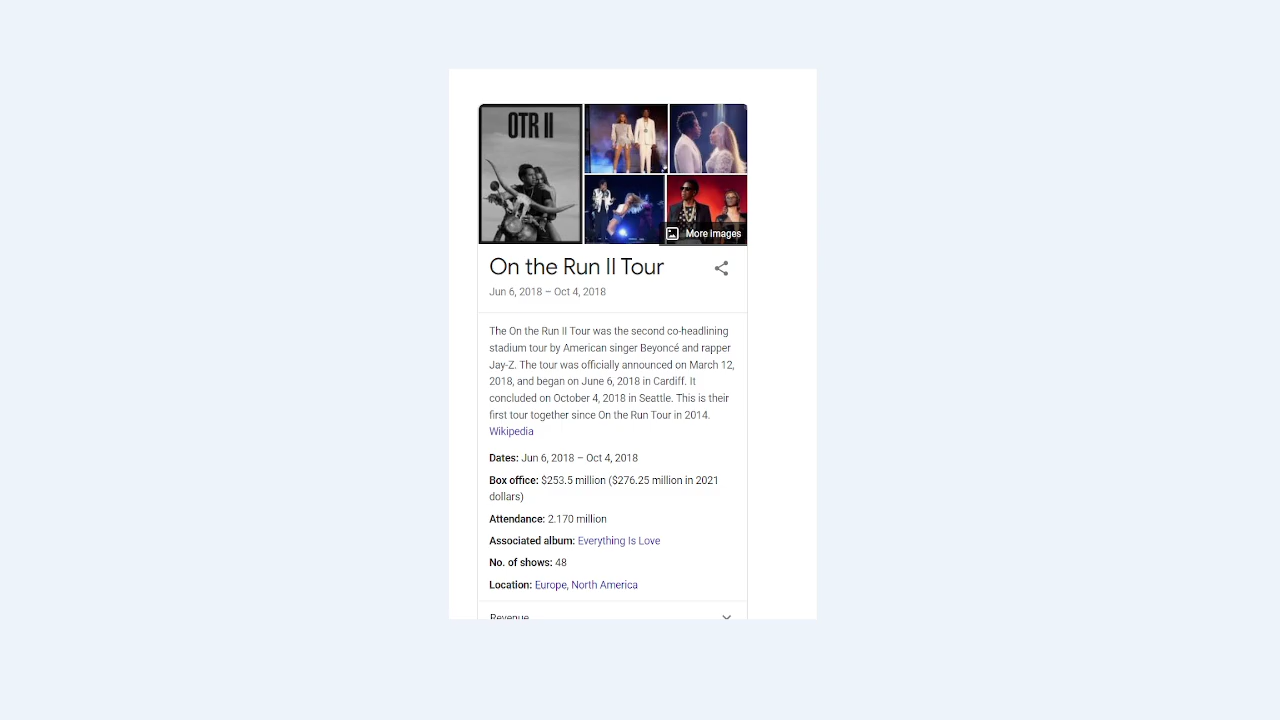 OTR II
More Images
On the Run II Tour
Jun 6, 2018 – Oct 4, 2018
The On the Run II Tour was the second co-headlining
stadium tour by American singer Beyoncé and rapper
Jay-Z. The tour was officially announced on March 12,
2018, and began on June 6, 2018 in Cardiff. It
concluded on October 4, 2018 in Seattle. This is their
first tour together since On the Run Tour in 2014.
Wikipedia
Dates: Jun 6, 2018 – Oct 4, 2018
Box office: $253.5 million ($276.25 million in 2021
dollars)
Attendance: 2.170 million
Associated album: Everything Is Love
No. of shows: 48
Location: Europe, North America
Revenue